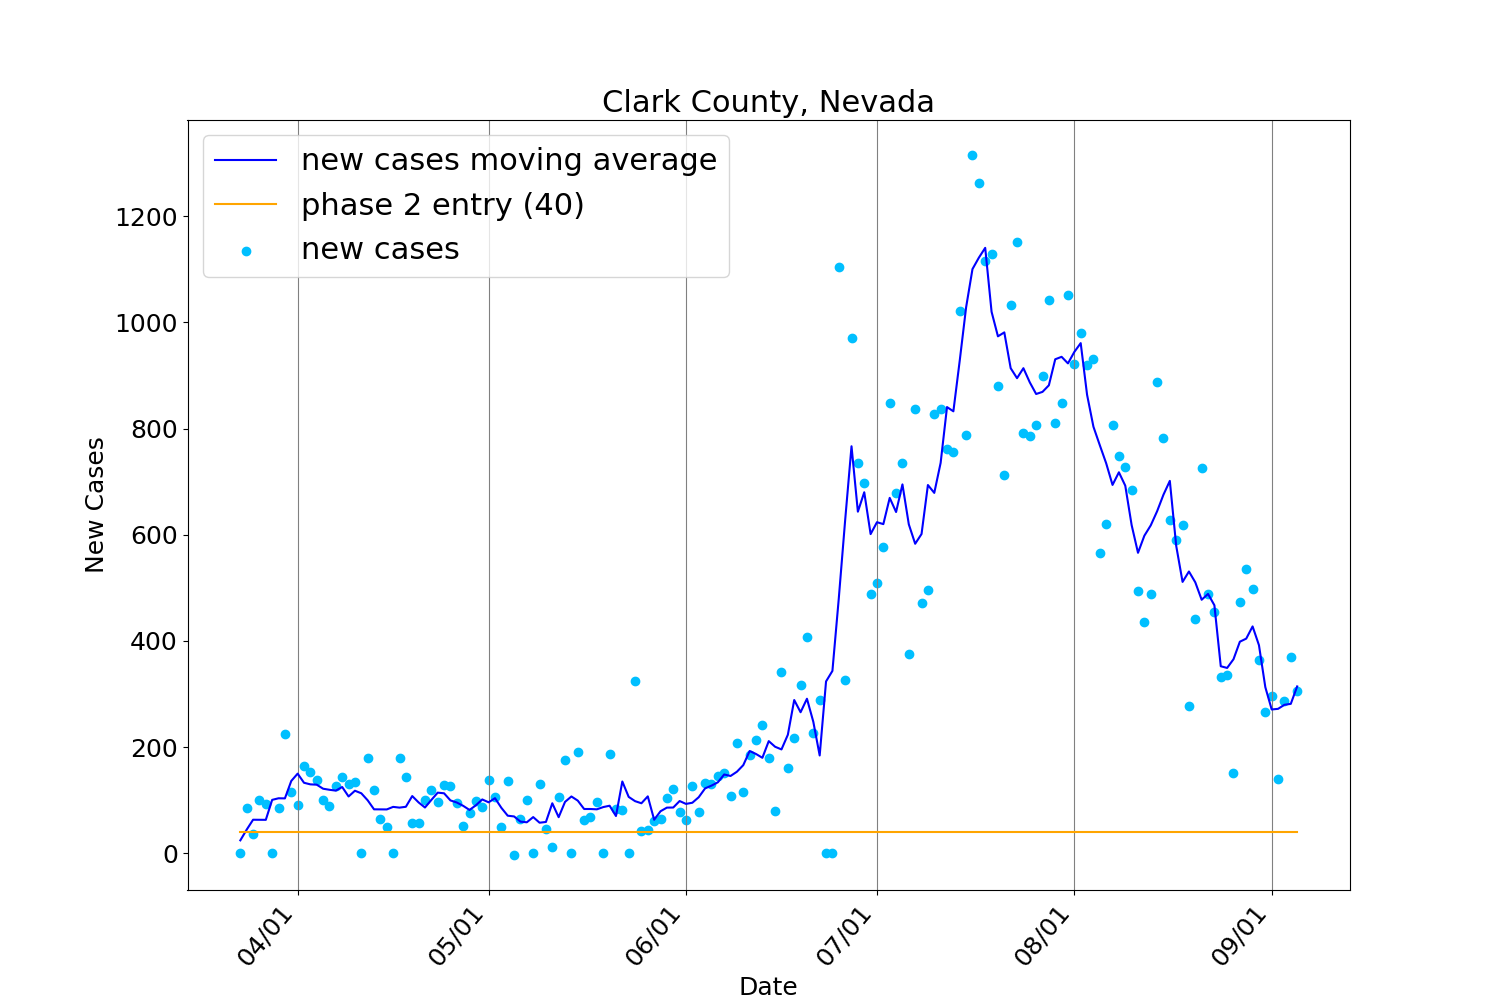 Clark County, Nevada
new cases moving average
phase 2 entry (40)
new cases
1200
1000
800
600
400
200
0
New Cases
04/01
05/01
06/01
07/01
08/01
09/01
Date